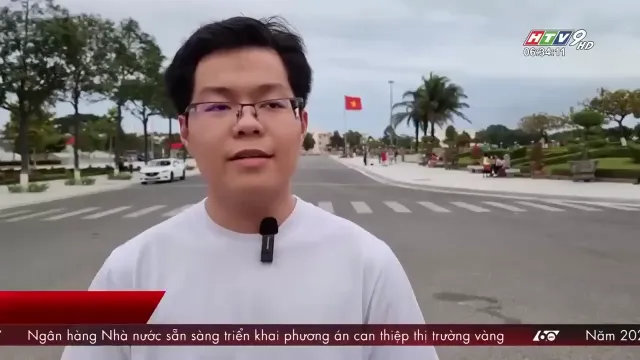 HTV9 HD
06:34:11
Ngân hàng Nhà nước sẵn sàng triển khai phương án can thiệp thị trường vàng
60
Năm 202